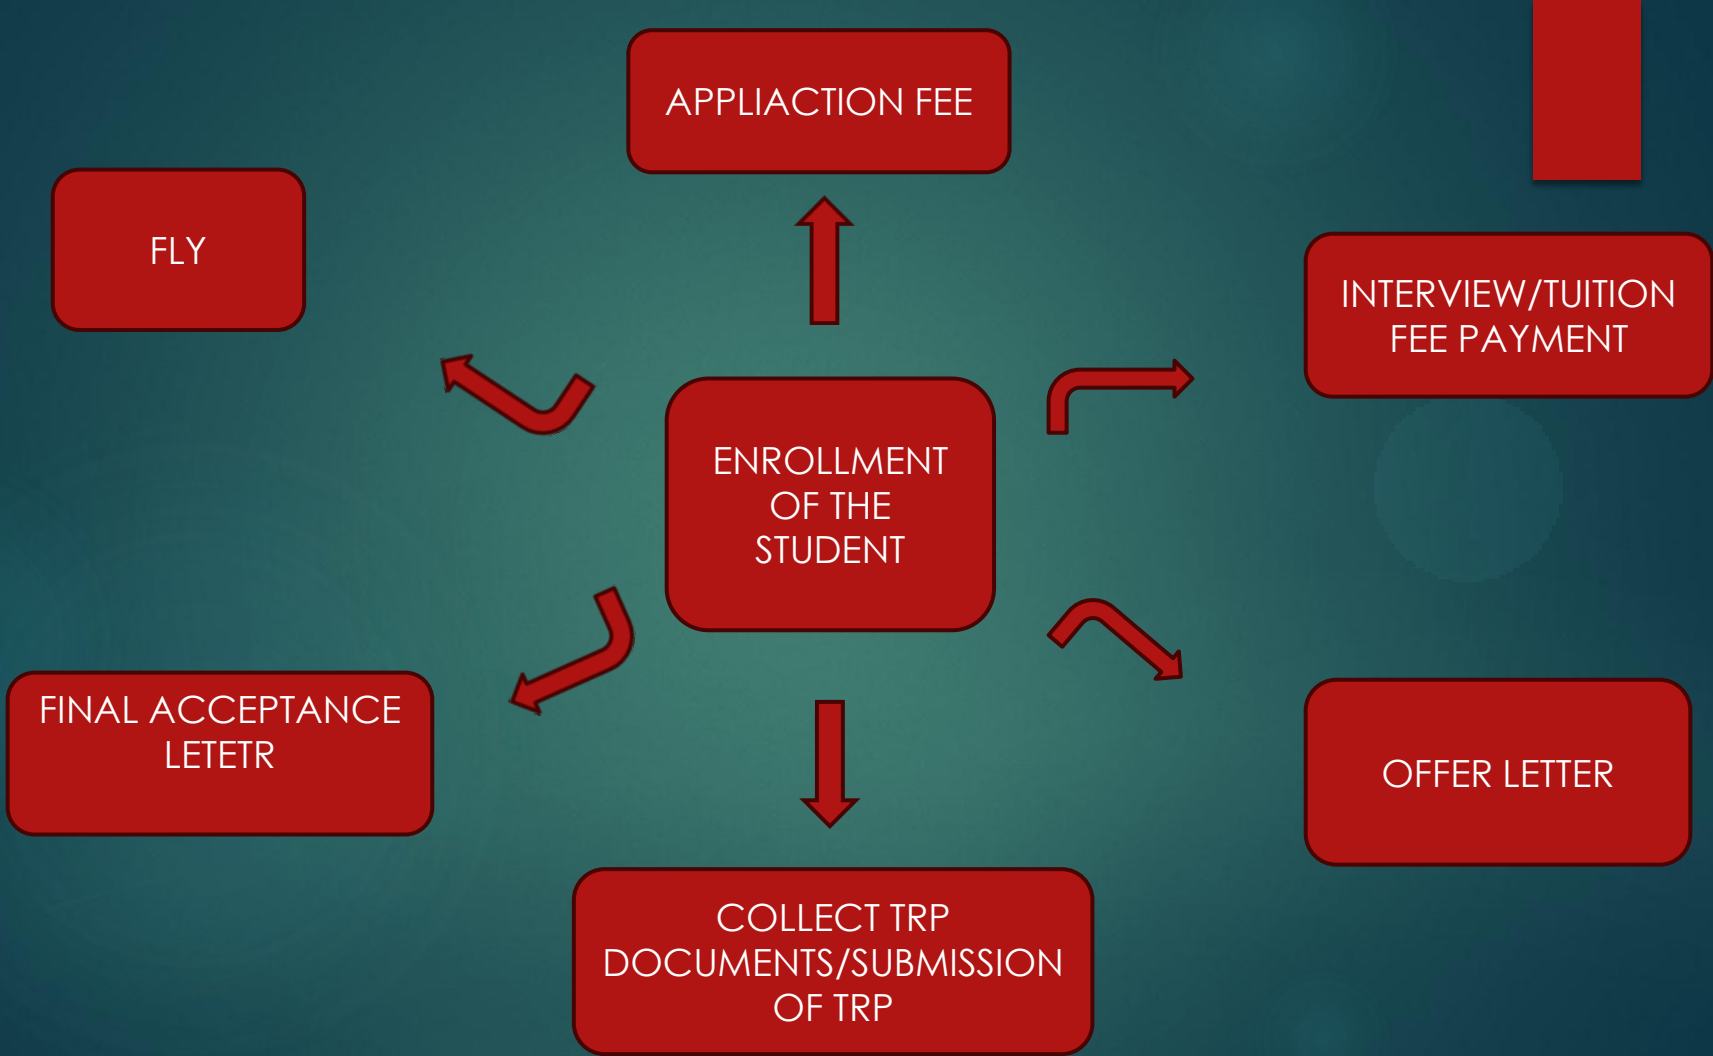 APPLIACTION FEE
FLY
INTERVIEW/TUITION
FEE PAYMENT
ENROLLMENT
OF THE
STUDENT
FINAL ACCEPTANCE
LETETR
OFFER LETTER
COLLECT TRP
DOCUMENTS/SUBMISSION
OF TRP